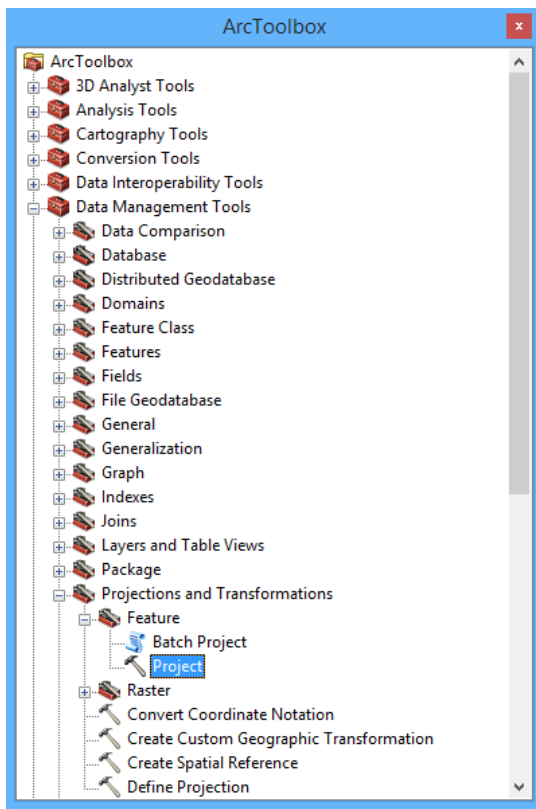 ArcToolbox
x
ArcToolbox
3D Analyst Tools
Analysis Tools
Cartography Tools
Conversion Tools
Data Interoperability Tools
Data Management Tools
Data Comparison
Database
Distributed Geodatabase
Domains
Feature Class
Features
Fields
File Geodatabase
General
Generalization
Graph
Indexes
Joins
Layers and Table Views
Package
Projections and Transformations
Feature
Batch Project
Project
Raster
Convert Coordinate Notation
Create Custom Geographic Transformation
Create Spatial Reference
Define Projection